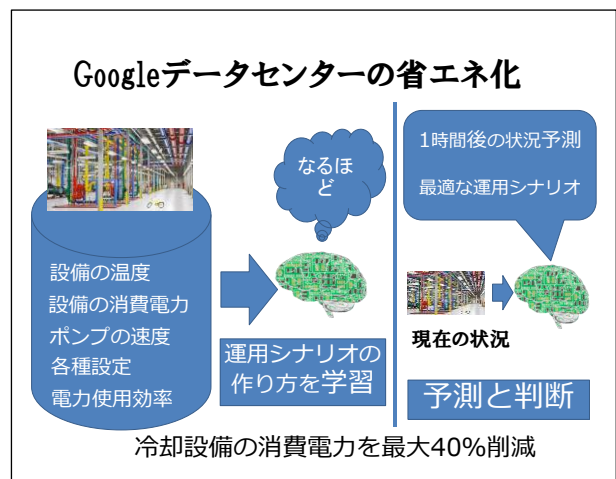 Googleデータセンターの省エネ化
設備の温度
設備の消費電力
ポンプの速度
各種設定
電力使用効率
なるほ
ど
運用シナリオの
作り方を学習
1時間後の状況予測
最適な運用シナリオ
現在の状況
予測と判断
冷却設備の消費電力を最大40%削減